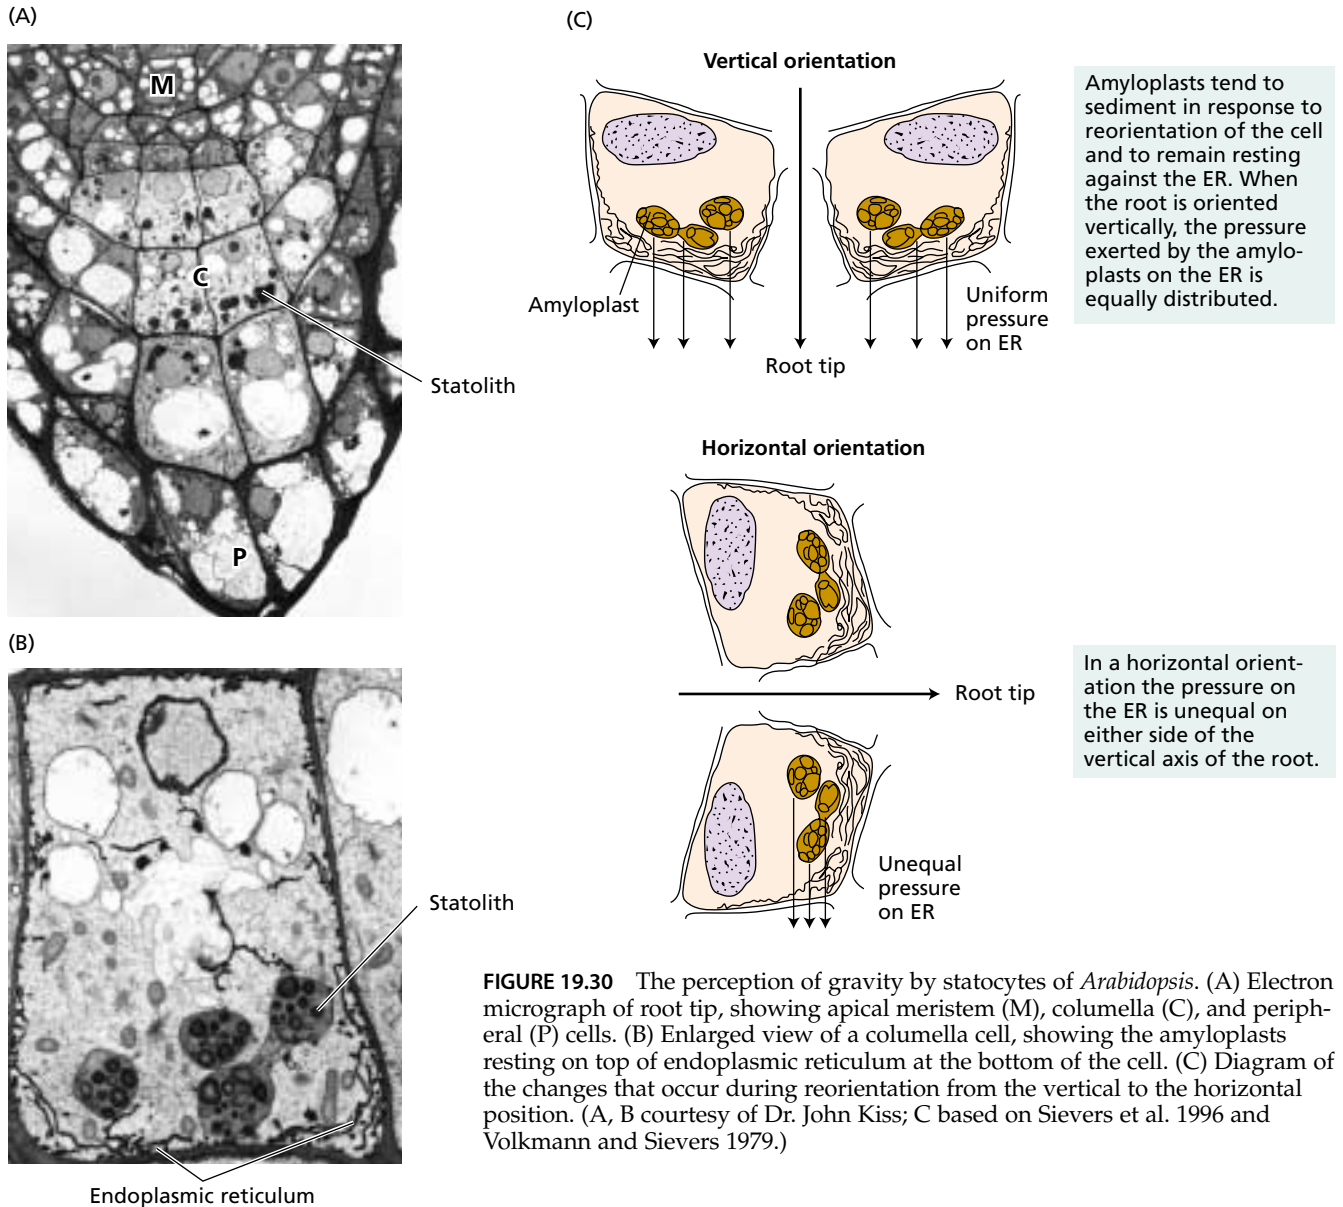 (A)
M
C
Statolith
P
(B)
Statolith
Endoplasmic reticulum
(C)
Vertical orientation
Amyloplast
Root tip
Uniform
pressure
on ER
Amyloplasts tend to
sediment in response to
reorientation of the cell
and to remain resting
against the ER. When
the root is oriented
vertically, the pressure
exerted by the amylo-
plasts on the ER is
equally distributed.
Horizontal orientation
Root tip
Unequal
pressure
on ER
In a horizontal orient-
ation the pressure on
the ER is unequal on
either side of the
vertical axis of the root.
FIGURE 19.30 The perception of gravity by statocytes of Arabidopsis. (A) Electron
micrograph of root tip, showing apical meristem (M), columella (C), and periph-
eral (P) cells. (B) Enlarged view of a columella cell, showing the amyloplasts
resting on top of endoplasmic reticulum at the bottom of the cell. (C) Diagram of
the changes that occur during reorientation from the vertical to the horizontal
position. (A, B courtesy of Dr. John Kiss; C based on Sievers et al. 1996 and
Volkmann and Sievers 1979.)